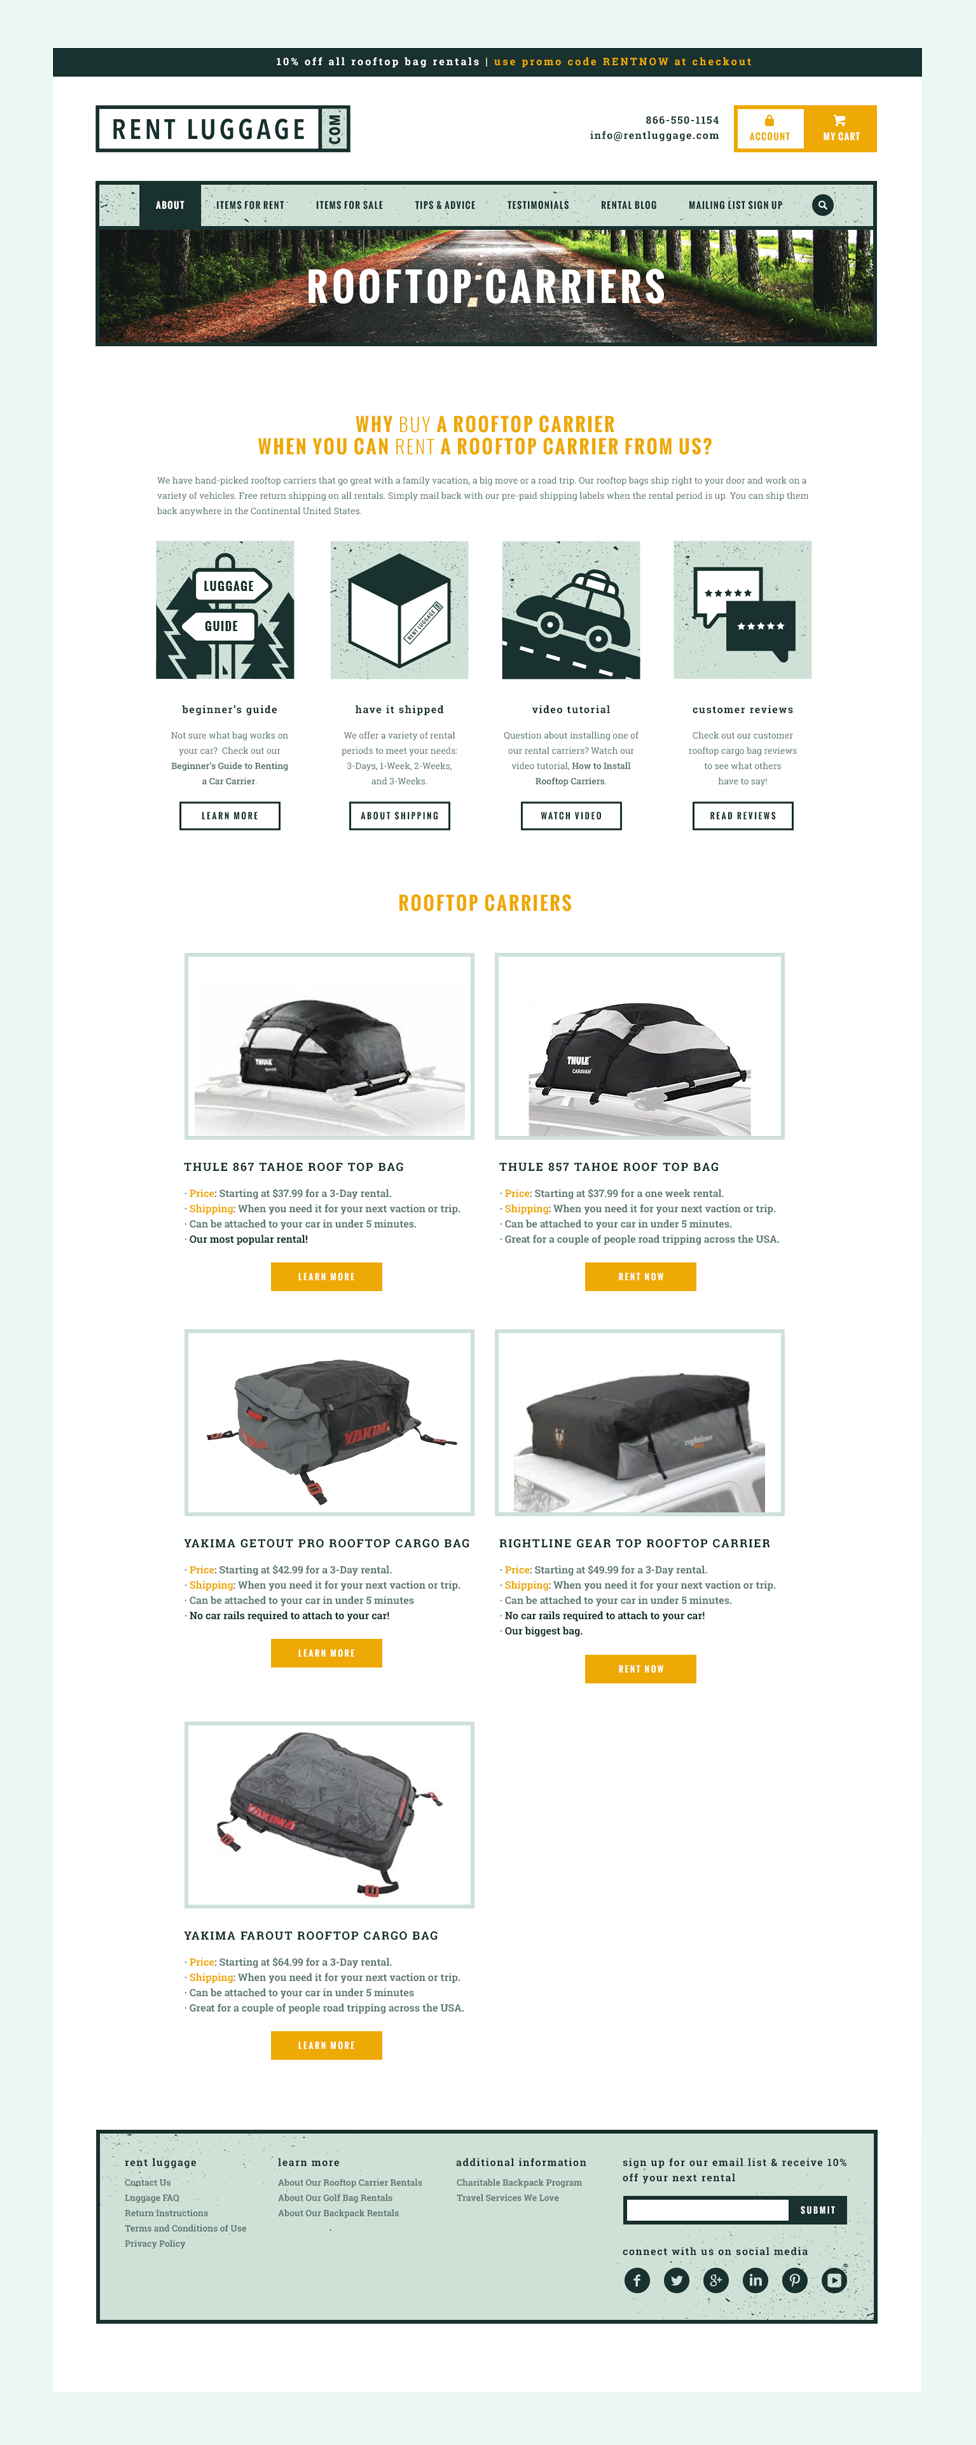 10% off all rooftop bag rentals | use promo code RENTNOW at checkout
RENT LUGGAGE .COM
866-550-1154
info@rentluggage.com
ACCOUNT
MY CART
ABOUT ITEMS FOR RENT ITEMS FOR SALE TIPS & ADVICE TESTIMONIALS RENTAL BLOG MAILING LIST SIGN UP
ROOFTOP CARRIERS
WHY BUY A ROOFTOP CARRIER
WHEN YOU CAN RENT A ROOFTOP CARRIER FROM US?
We have hand-picked rooftop carriers that go great with a family vacation, a big move or a road trip. Our rooftop bags ship right to your door and work on a
variety of vehicles. Free return shipping on all rentals. Simply mail back with our pre-paid shipping labels when the rental period is up. You can ship them
back anywhere in the Continental United States.
LUGGAGE
GUIDE
RENT LUGGAGE
beginner's guide
Not sure what bag works on
your car? Check out our
Beginner's Guide to Renting
a Car Carrier.
LEARN MORE
have it shipped
We offer a variety of rental
periods to meet your needs:
3-Days, 1-Week, 2-Weeks,
and 3-Weeks.
ABOUT SHIPPING
video tutorial
Question about installing one of
our rental carriers? Watch our
video tutorial, How to Install
Rooftop Carriers.
WATCH VIDEO
customer reviews
Check out our customer
rooftop cargo bag reviews
to see what others
have to say!
READ REVIEWS
ROOFTOP CARRIERS
THULE
THULE 867 TAHOE ROOF TOP BAG
· Price: Starting at $37.99 for a 3-Day rental.
· Shipping: When you need it for your next vaction or trip.
· Can be attached to your car in under 5 minutes.
· Our most popular rental!
LEARN MORE
THULE
CARAVAN
THULE 857 TAHOE ROOF TOP BAG
· Price: Starting at $37.99 for a one week rental.
· Shipping: When you need it for your next vaction or trip.
· Can be attached to your car in under 5 minutes.
· Great for a couple of people road tripping across the USA.
RENT NOW
YAKIMA
YAKIMA GETOUT PRO ROOFTOP CARGO BAG
· Price: Starting at $42.99 for a 3-Day rental.
· Shipping: When you need it for your next vaction or trip.
· Can be attached to your car in under 5 minutes
· No car rails required to attach to your car!
LEARN MORE
rightline
RIGHTLINE GEAR TOP ROOFTOP CARRIER
· Price: Starting at $49.99 for a 3-Day rental.
· Shipping: When you need it for your next vaction or trip.
· Can be attached to your car in under 5 minutes.
· No car rails required to attach to your car!
· Our biggest bag.
RENT NOW
YAKIMA
YAKIMA FAROUT ROOFTOP CARGO BAG
· Price: Starting at $64.99 for a 3-Day rental.
· Shipping: When you need it for your next vaction or trip.
· Can be attached to your car in under 5 minutes
· Great for a couple of people road tripping across the USA.
LEARN MORE
rent luggage
Contact Us
Luggage FAQ
Return Instructions
Terms and Conditions of Use
Privacy Policy
learn more
About Our Rooftop Carrier Rentals
About Our Golf Bag Rentals
About Our Backpack Rentals
additional information
Charitable Backpack Program
Travel Services We Love
sign up for our email list & receive 10%
off your next rental
SUBMIT
connect with us on social media